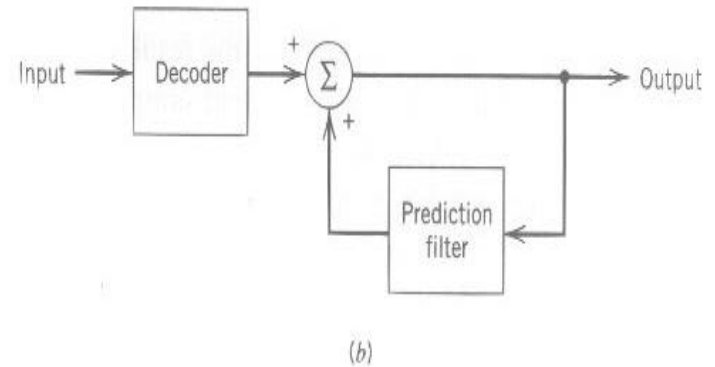 Input
Decoder
+
Σ
+
Output
Prediction
filter
(b)